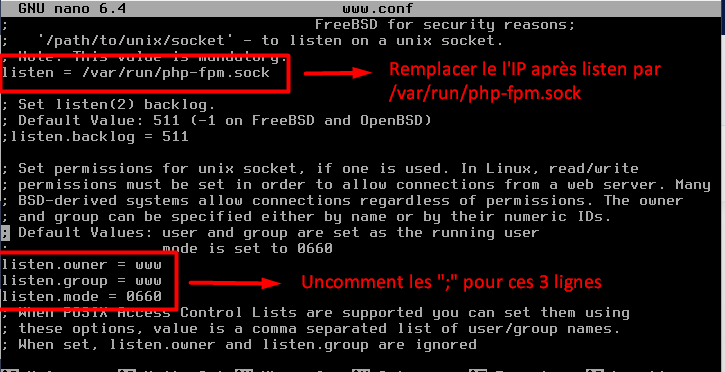 GNU nano 6.4 www.conf
; FreeBSD for security reasons;
; '/path/to/unix/socket' - to listen on a unix socket.
; Note: This value is mandatory.
listen = /var/run/php-fpm.sock
Remplacer le l'IP après listen par
/var/run/php-fpm.sock
; Set listen(2) backlog.
; Default Value: 511 (-1 on FreeBSD and OpenBSD)
;listen.backlog = 511
; Set permissions for unix socket, if one is used. In Linux, read/write
; permissions must be set in order to allow connections from a web server. Many
; BSD-derived systems allow connections regardless of permissions. The owner
; and group can be specified either by name or by their numeric IDs.
; Default Values: user and group are set as the running user
; mode is set to 0660
listen.owner = www
listen.group = www
listen.mode = 0660
Uncomment les ";" pour ces 3 lignes
; When POSIX Access Control Lists are supported you can set them using
; these options, value is a comma separated list of user/group names.
; When set, listen.owner and listen.group are ignored